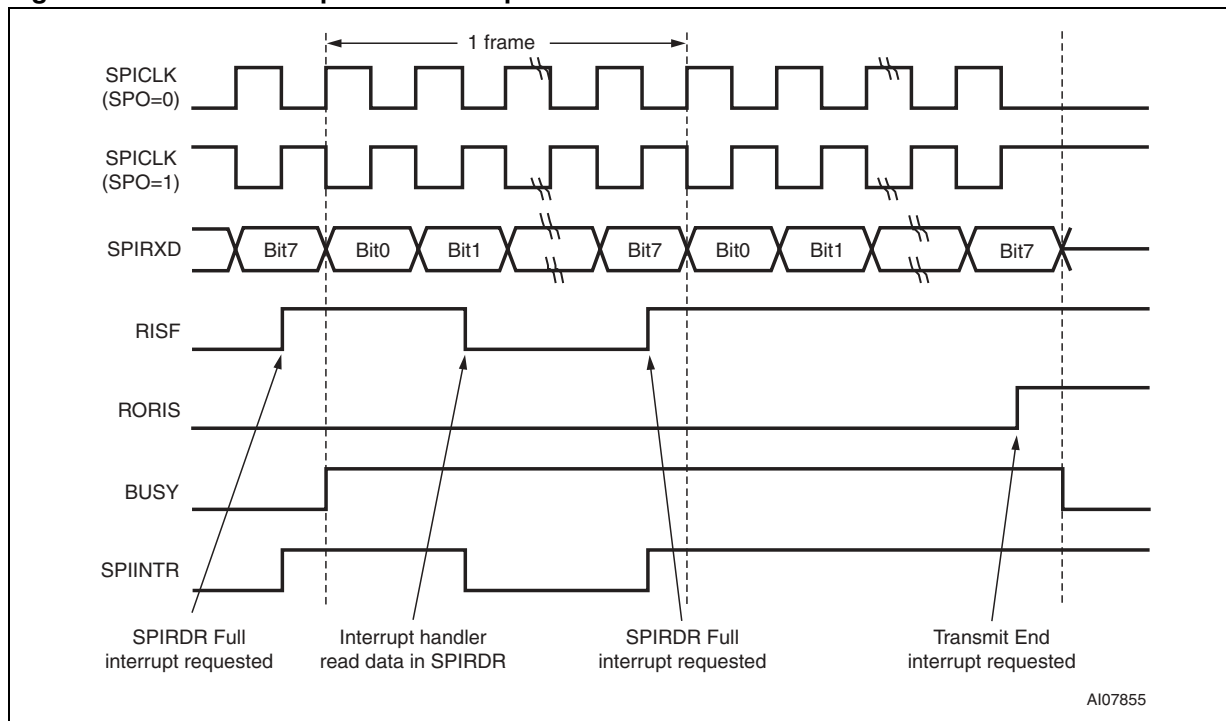 1 frame
SPICLK
(SPO=0)
SPICLK
(SPO=1)
SPIRXD
Bit7
Bit0
Bit1
Bit7
Bit0
Bit1
Bit7
RISF
RORIS
BUSY
SPIINTR
SPIRDR Full
interrupt requested
Interrupt handler
read data in SPIRDR
SPIRDR Full
interrupt requested
Transmit End
interrupt requested
AI07855